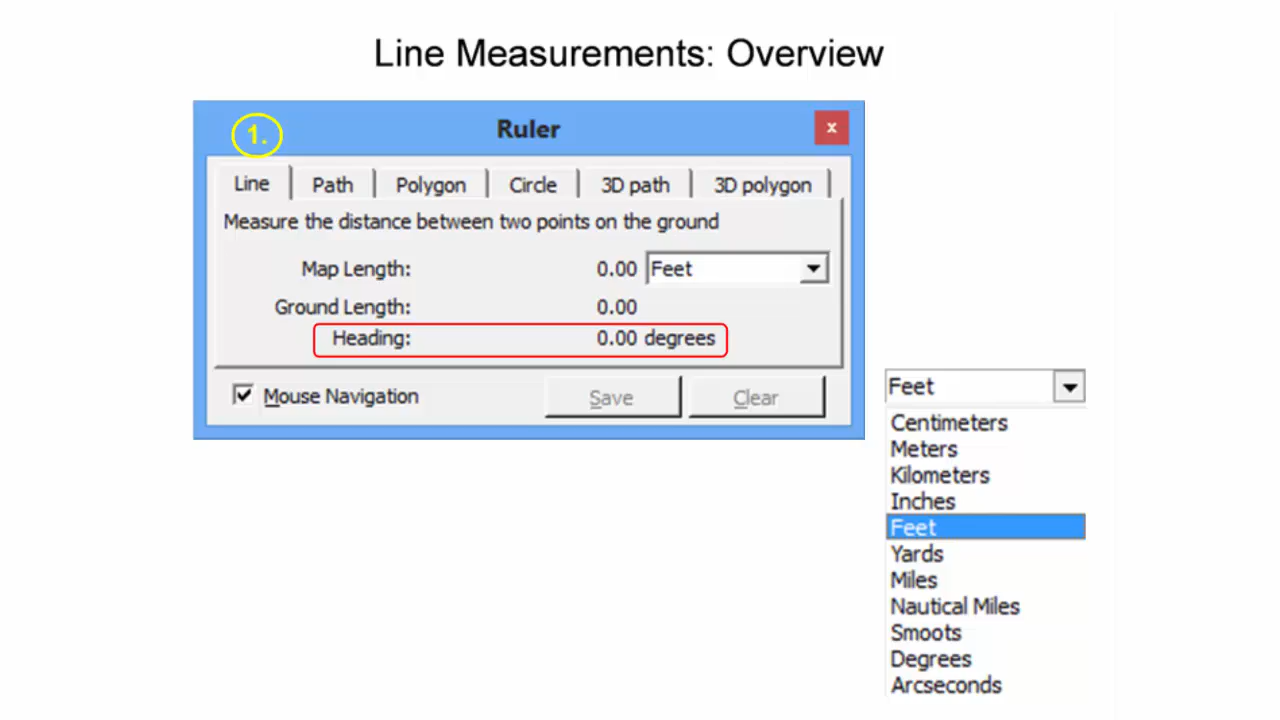 Line Measurements: Overview
1.
Ruler
x
Line Path Polygon Circle 3D path 3D polygon
Measure the distance between two points on the ground
Map Length: 0.00 Feet
Ground Length: 0.00
Heading: 0.00 degrees
Mouse Navigation Save Clear
Feet
Centimeters
Meters
Kilometers
Inches
Feet
Yards
Miles
Nautical Miles
Smoots
Degrees
Arcseconds